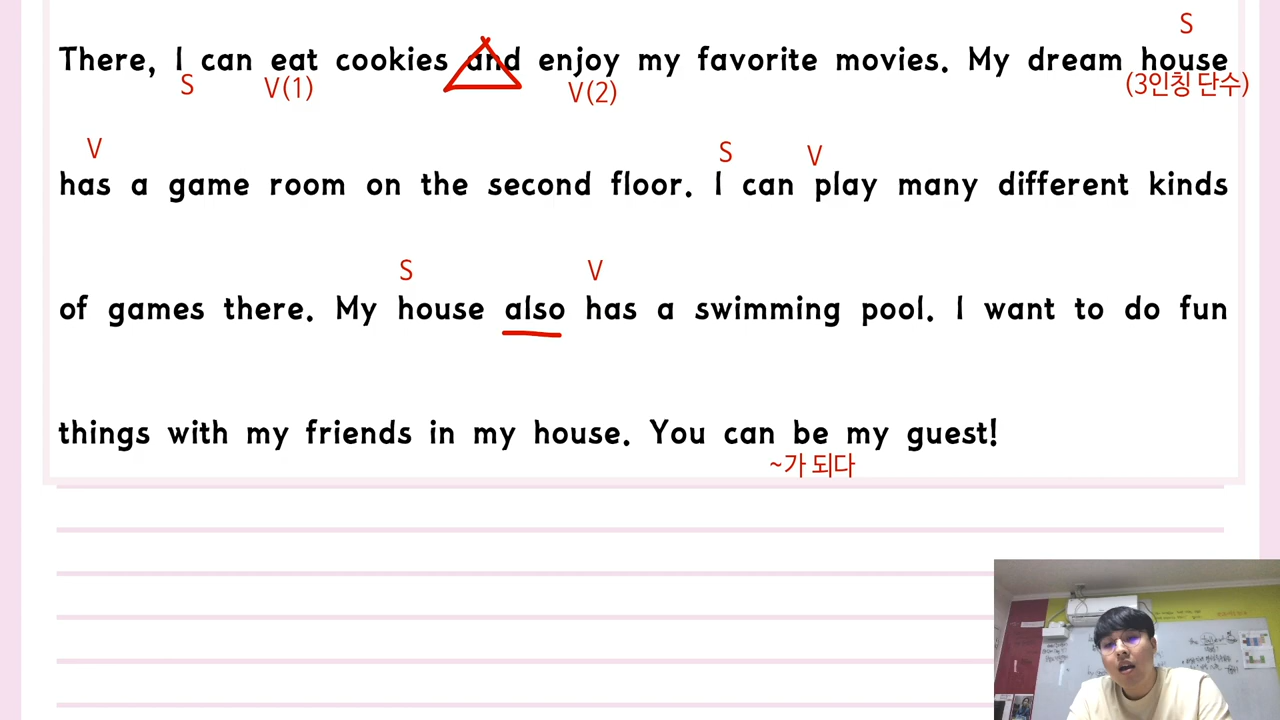 S
There, I can eat cookies and enjoy my favorite movies. My dream house
S V(1) V(2) (3인칭 단수)
V S V
has a game room on the second floor. I can play many different kinds
S V
of games there. My house also has a swimming pool. I want to do fun
things with my friends in my house. You can be my guest!
~가 되다